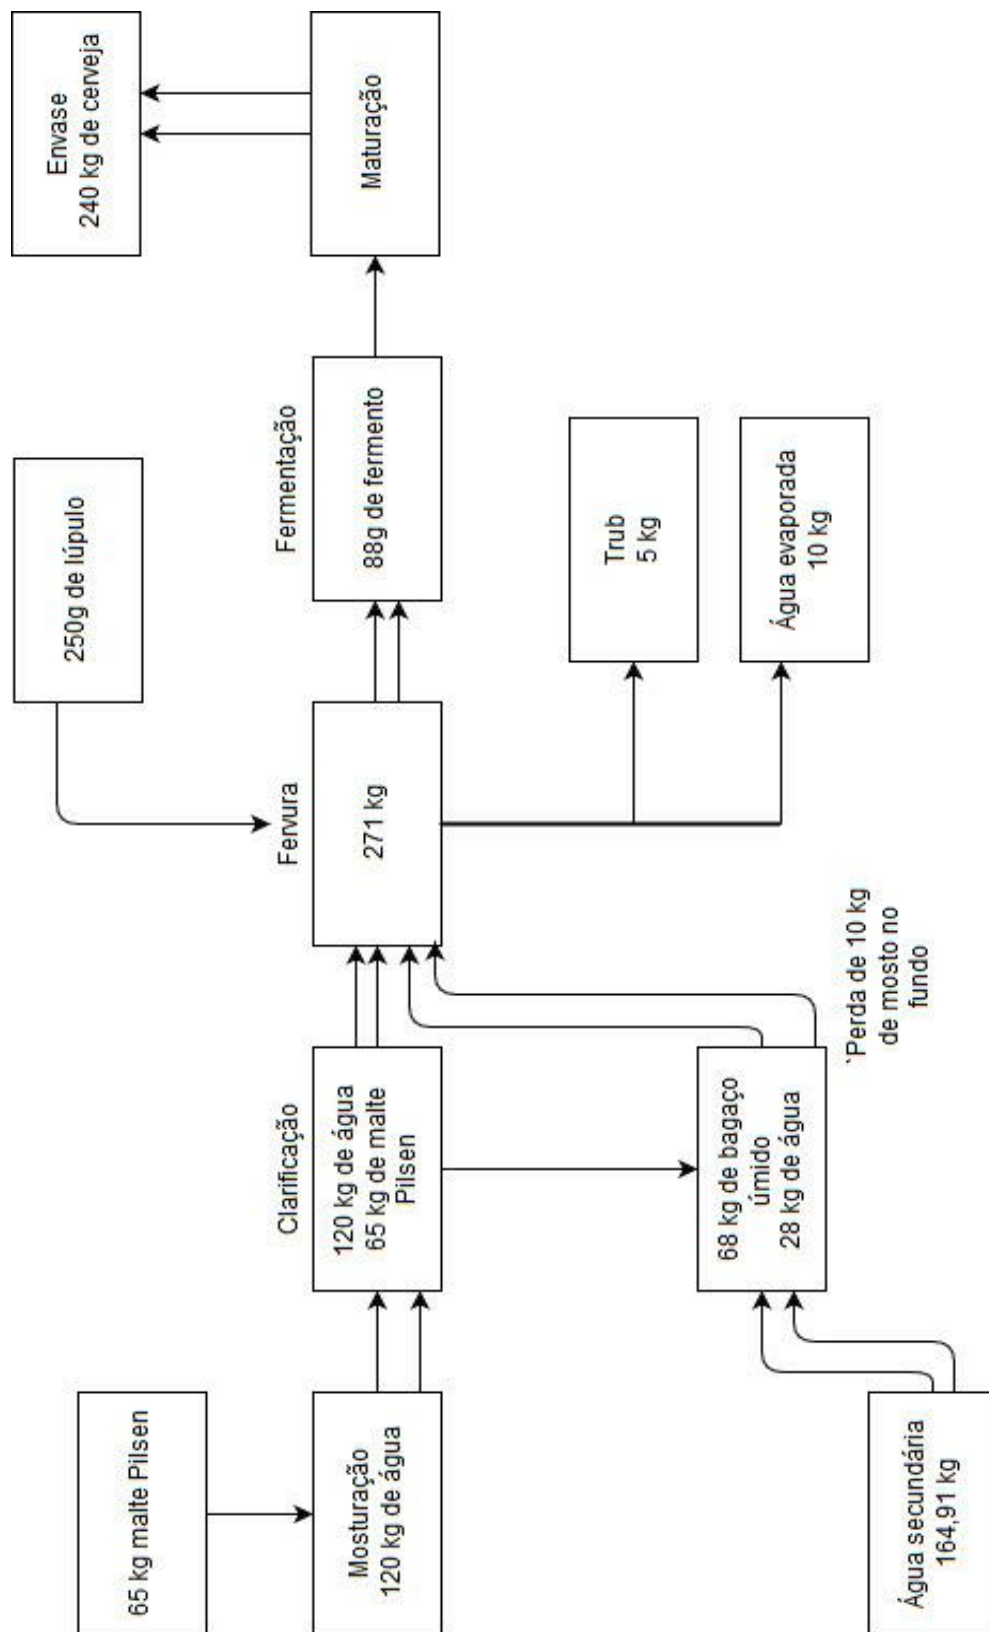 65 kg malte Pilsen
Mosturação
120 kg de água
Água secundária
164,91 kg
Clarificação
120 kg de água
65 kg de malte
Pilsen
68 kg de bagaço
úmido
28 kg de água
`Perda de 10 kg
de mosto no
fundo
250g de lúpulo
Fervura
271 kg
Fermentação
88g de fermento
Trub
5 kg
Água evaporada
10 kg
Envase
240 kg de cerveja
Maturação